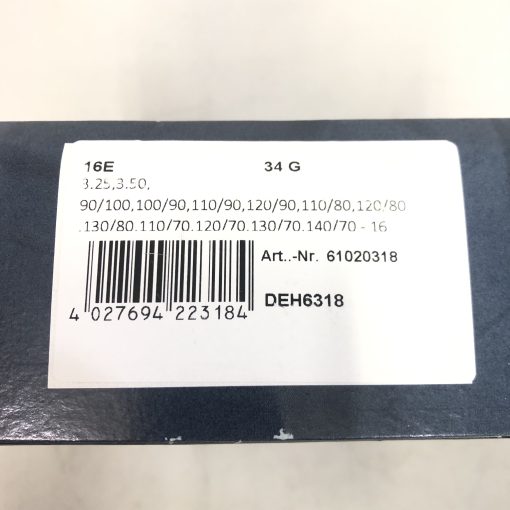 16E 34 G
3.25,3.50,
90/100,100/90,110/90,120/90,110/80,120/80
,130/80,110/70,120/70,130/70,140/70 - 16
Art..-Nr. 61020318
DEH6318
4 027694 223184